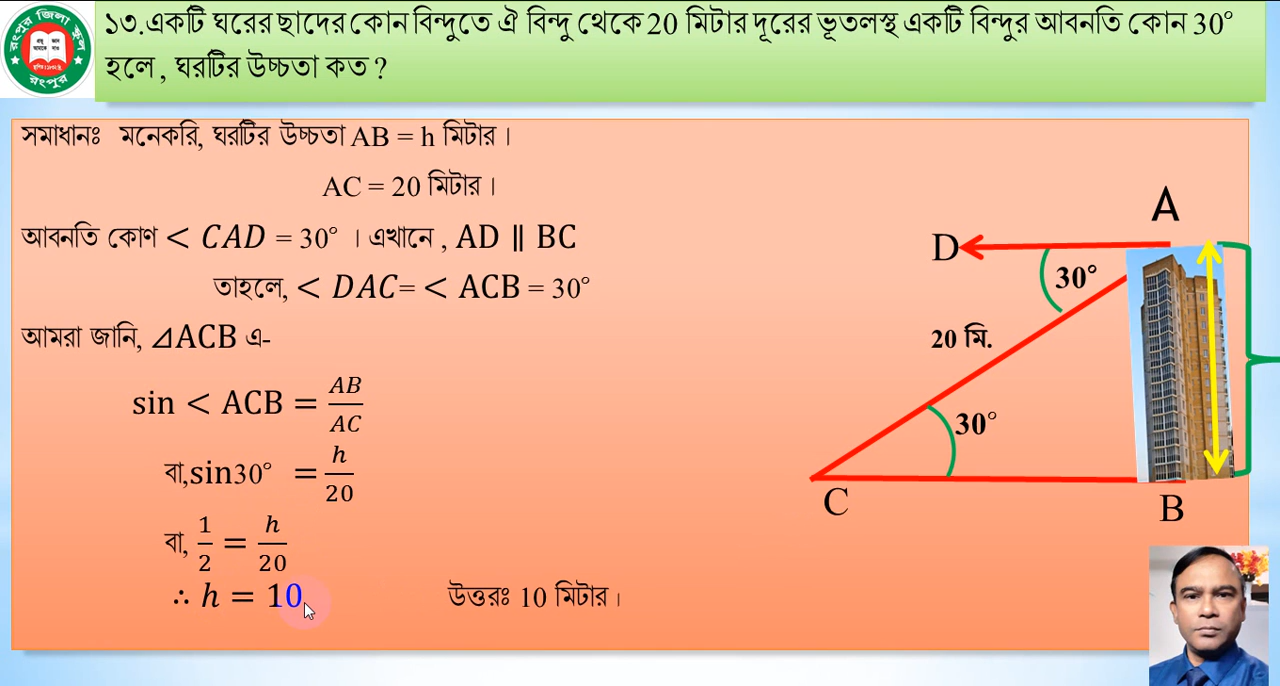 রংপুর জিলা স্কুল
রংপুর
১৩.একটি ঘরের ছাদের কোন বিন্দুতে ঐ বিন্দু থেকে 20 মিটার দূরের ভূতলস্থ একটি বিন্দুর আবনতি কোন 30°
হলে , ঘরটির উচ্চতা কত ?
সমাধানঃ মনেকরি, ঘরটির উচ্চতা AB = h মিটার ।
AC = 20 মিটার ।
আবনতি কোণ < CAD = 30° । এখানে , AD ∥ BC
তাহলে, < DAC= < ACB = 30°
আমরা জানি, ⊿ACB এ-
sin < ACB = AB/AC
বা,sin30° = h/20
বা, 1/2 = h/20
∴ h = 10
উত্তরঃ 10 মিটার ।
A
D
30°
20 মি.
30°
C
B